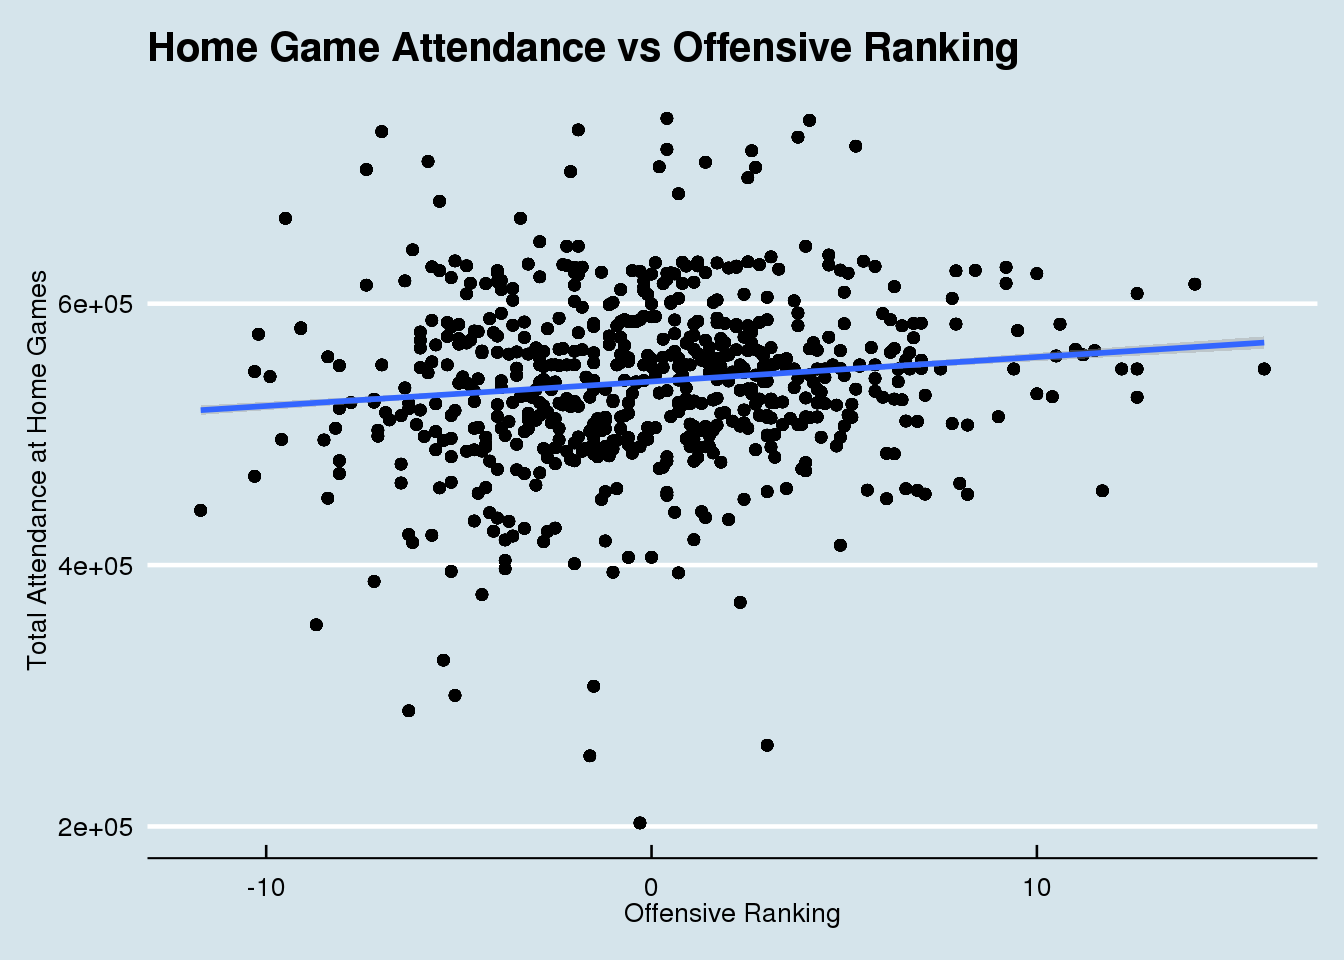 Home Game Attendance vs Offensive Ranking
Total Attendance at Home Games
6e+05
4e+05
2e+05
-10
0
10
Offensive Ranking